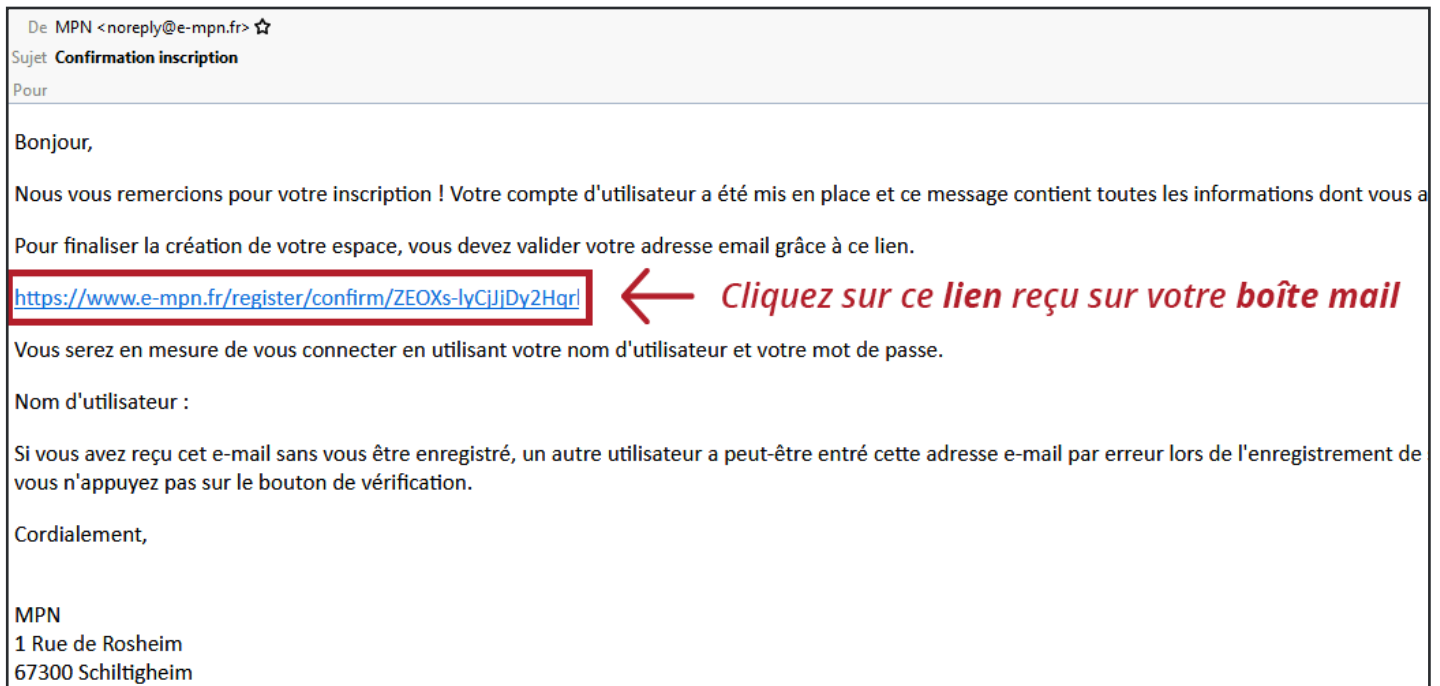 De MPN <noreply@e-mpn.fr>
Sujet Confirmation inscription
Pour
Bonjour,
Nous vous remercions pour votre inscription ! Votre compte d'utilisateur a été mis en place et ce message contient toutes les informations dont vous a
Pour finaliser la création de votre espace, vous devez valider votre adresse email grâce à ce lien.
https://www.e-mpn.fr/register/confirm/ZEOXs-lyCjJjDy2Hqr
Cliquez sur ce lien reçu sur votre boîte mail
Vous serez en mesure de vous connecter en utilisant votre nom d'utilisateur et votre mot de passe.
Nom d'utilisateur :
Si vous avez reçu cet e-mail sans vous être enregistré, un autre utilisateur a peut-être entré cette adresse e-mail par erreur lors de l'enregistrement de
vous n'appuyez pas sur le bouton de vérification.
Cordialement,
MPN
1 Rue de Rosheim
67300 Schiltigheim